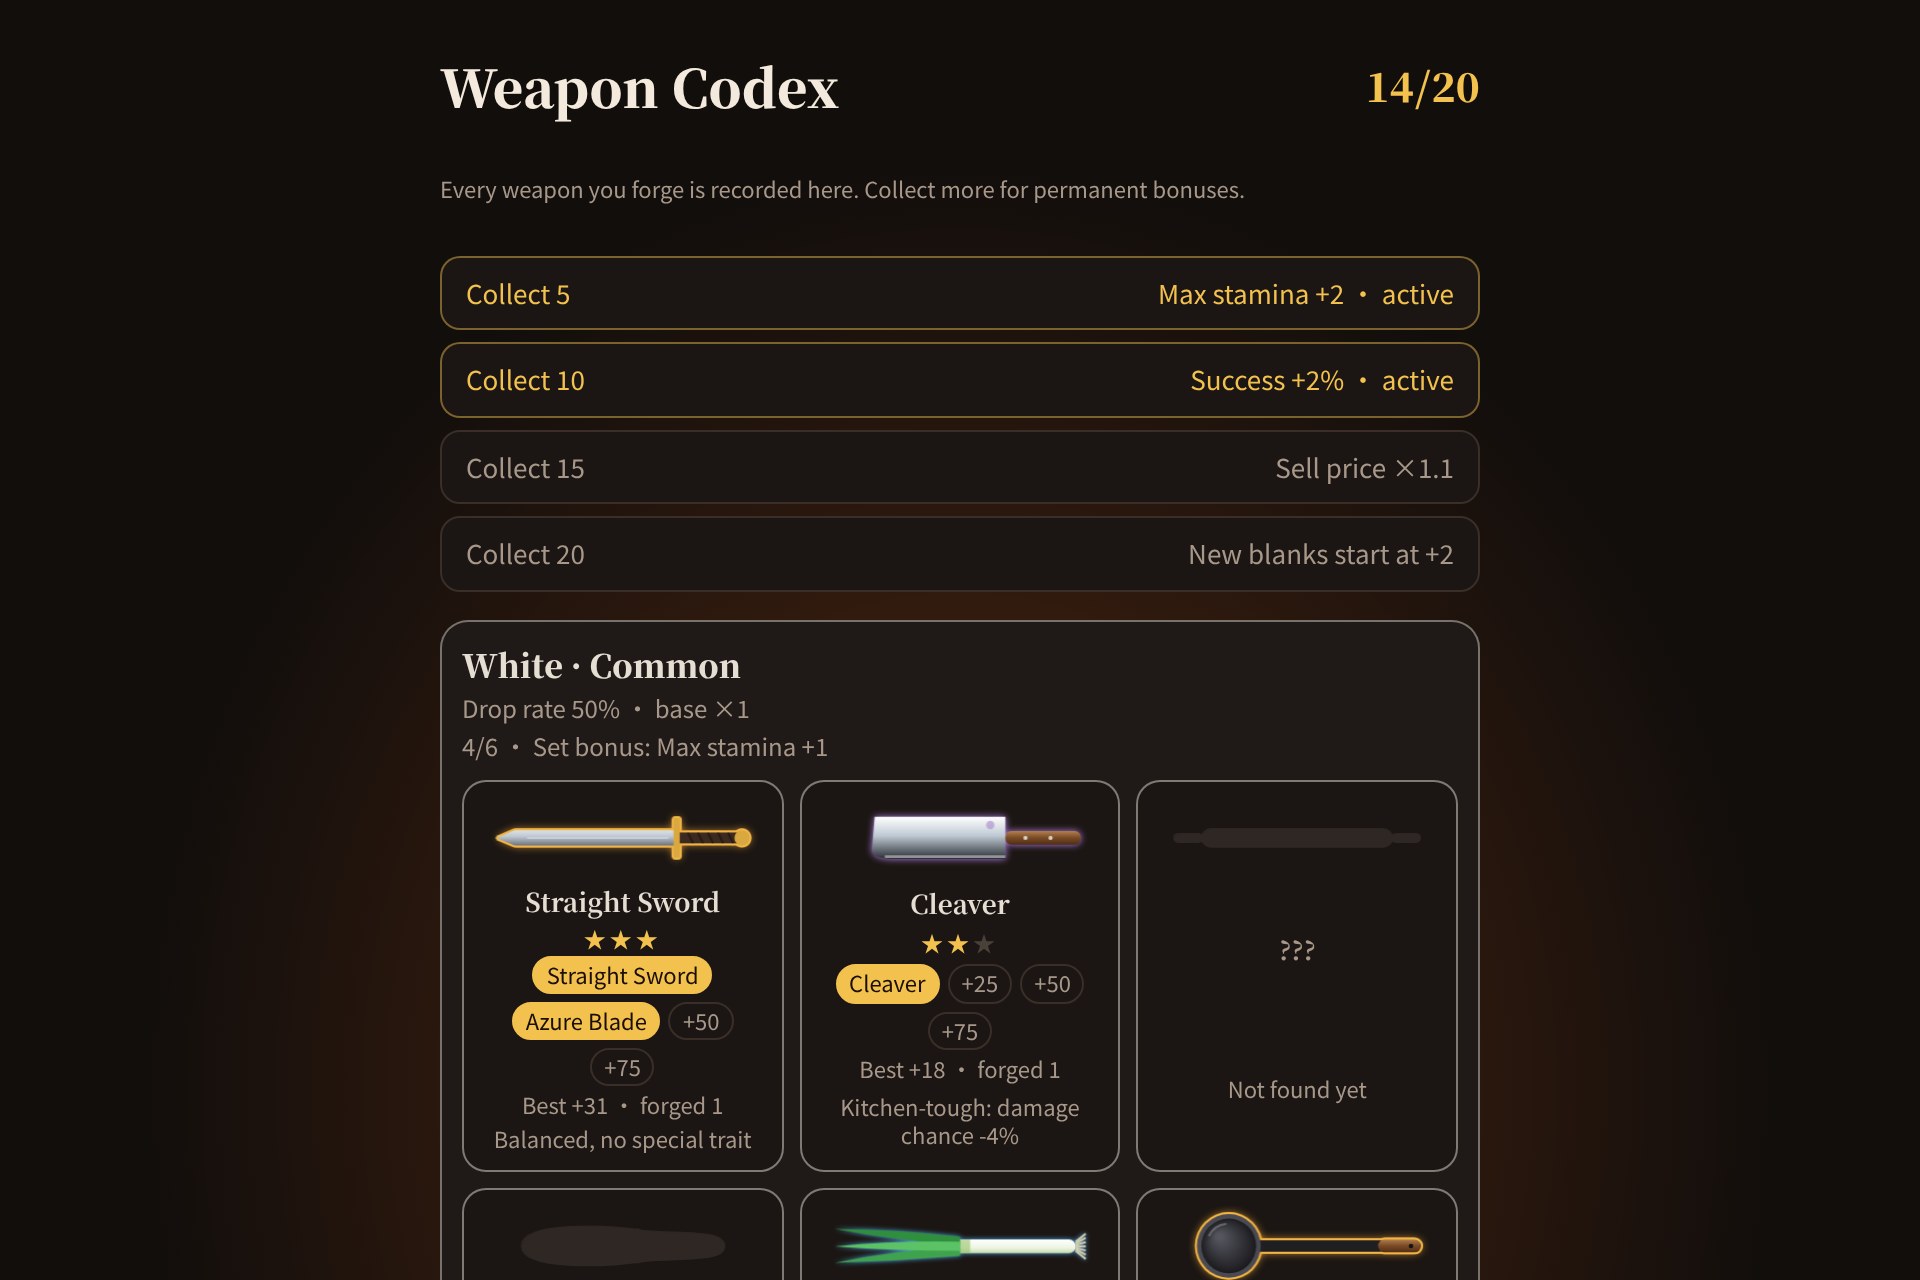 Weapon Codex
14/20
Every weapon you forge is recorded here. Collect more for permanent bonuses.
Collect 5
Max stamina +2 • active
Collect 10
Success +2% • active
Collect 15
Sell price ×1.1
Collect 20
New blanks start at +2
White · Common
Drop rate 50% • base ×1
4/6 • Set bonus: Max stamina +1
Straight Sword
★★★
Straight Sword
Azure Blade +50
+75
Best +31 • forged 1
Balanced, no special trait
Cleaver
★★★
Cleaver +25 +50
+75
Best +18 • forged 1
Kitchen-tough: damage
chance -4%
???
Not found yet